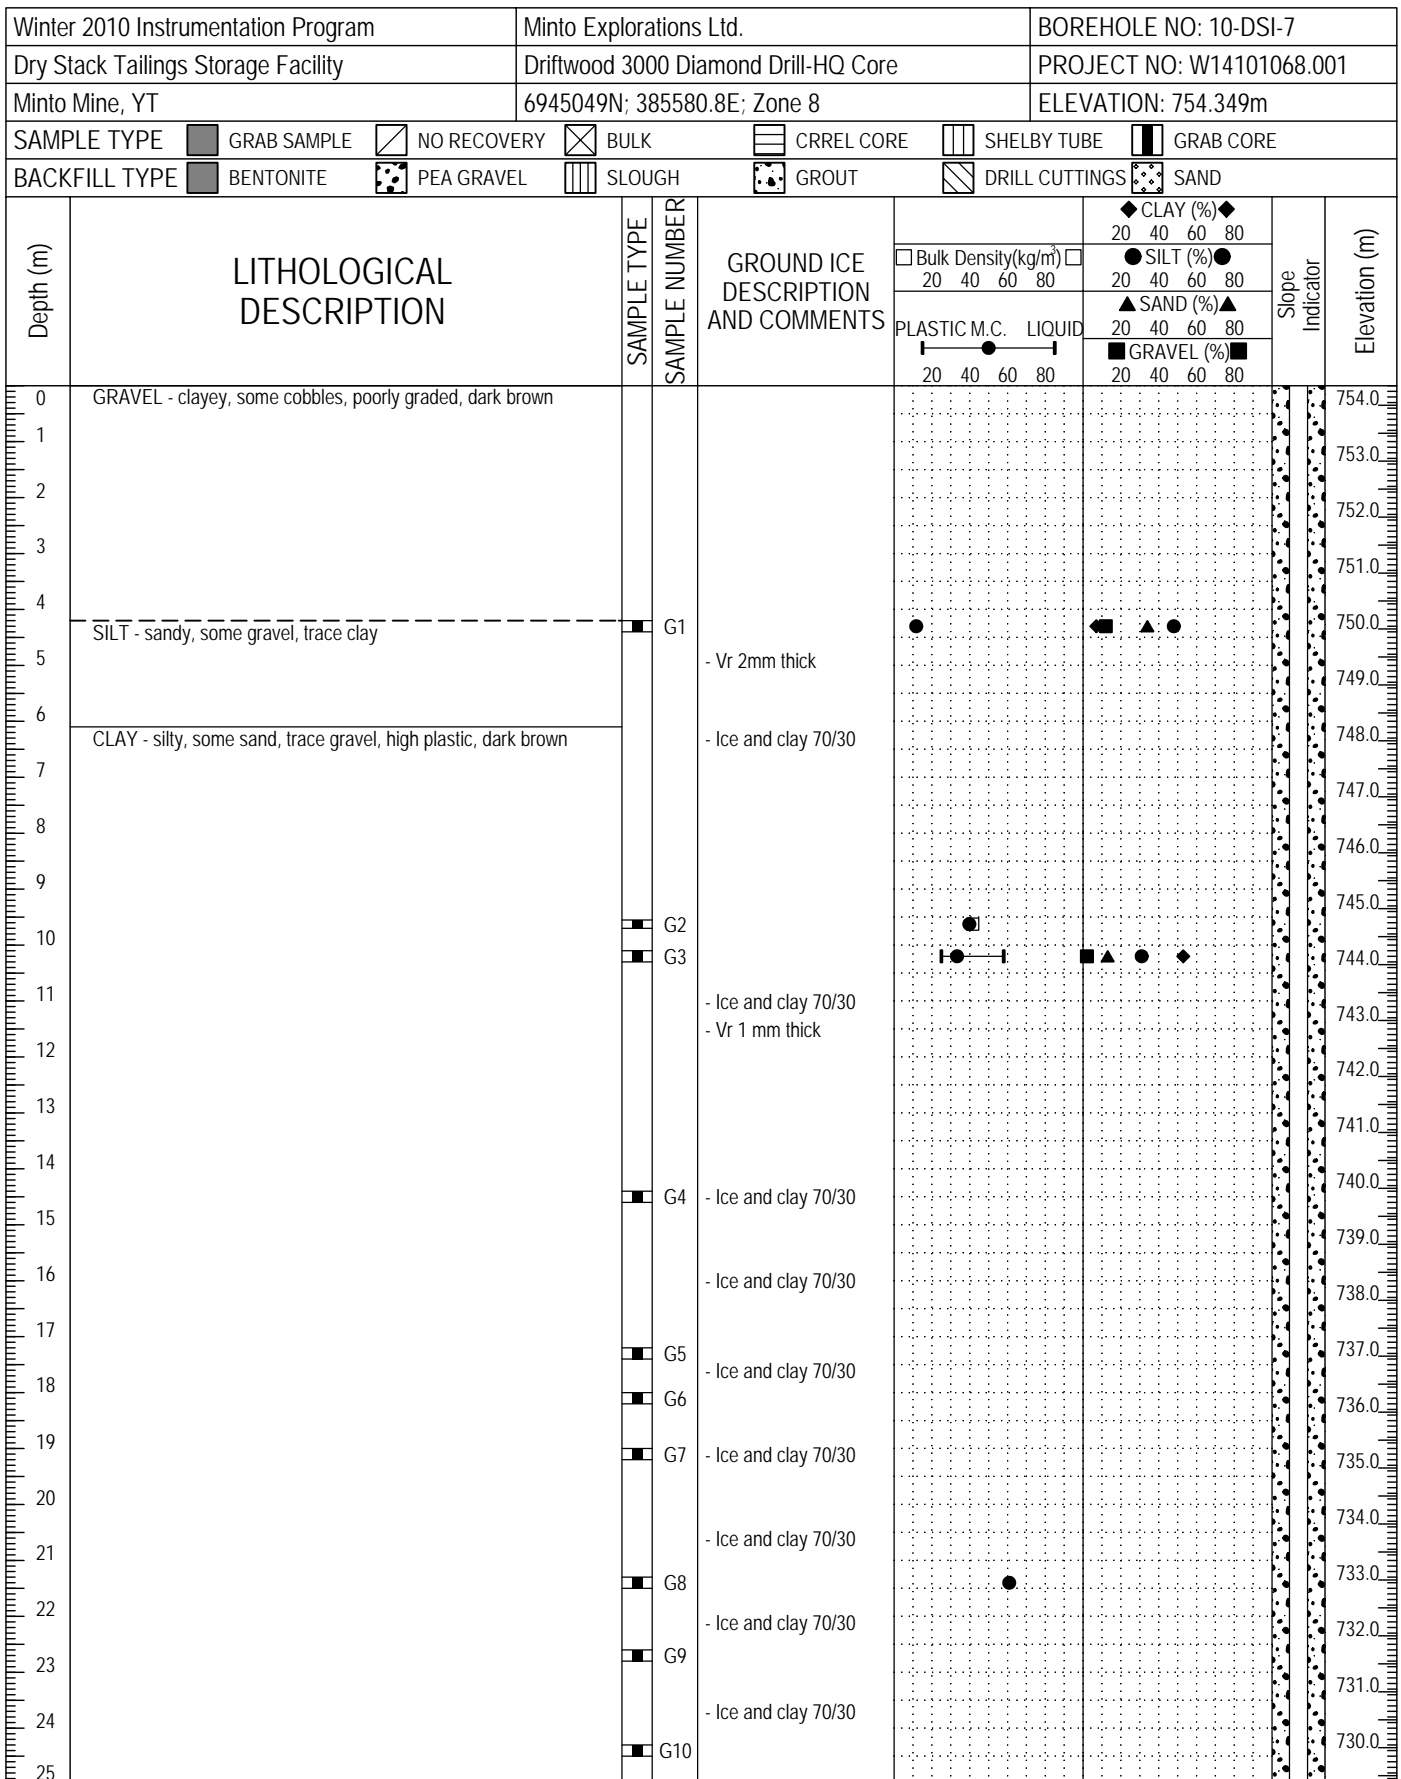 Winter 2010 Instrumentation Program
Minto Explorations Ltd.
BOREHOLE NO: 10-DSI-7
Dry Stack Tailings Storage Facility
Driftwood 3000 Diamond Drill-HQ Core
PROJECT NO: W14101068.001
Minto Mine, YT
6945049N; 385580.8E; Zone 8
ELEVATION: 754.349m
SAMPLE TYPE GRAB SAMPLE NO RECOVERY BULK CRREL CORE SHELBY TUBE GRAB CORE
BACKFILL TYPE BENTONITE PEA GRAVEL SLOUGH GROUT DRILL CUTTINGS SAND
Depth (m)
LITHOLOGICAL
DESCRIPTION
SAMPLE TYPE
SAMPLE NUMBER
GROUND ICE
DESCRIPTION
AND COMMENTS
Bulk Density(kg/m³)
20 40 60 80
PLASTIC M.C. LIQUID
20 40 60 80
CLAY (%)
20 40 60 80
SILT (%)
20 40 60 80
SAND (%)
20 40 60 80
GRAVEL (%)
20 40 60 80
Slope
Indicator
Elevation (m)
0
GRAVEL - clayey, some cobbles, poorly graded, dark brown
754.0
1
753.0
2
752.0
3
751.0
4
G1
750.0
SILT - sandy, some gravel, trace clay
5
- Vr 2mm thick
749.0
6
CLAY - silty, some sand, trace gravel, high plastic, dark brown
- Ice and clay 70/30
748.0
7
747.0
8
746.0
9
745.0
G2
10
G3
744.0
11
- Ice and clay 70/30
743.0
- Vr 1 mm thick
12
742.0
13
741.0
14
740.0
G4
- Ice and clay 70/30
15
739.0
16
- Ice and clay 70/30
738.0
17
737.0
G5
- Ice and clay 70/30
18
G6
736.0
19
G7
- Ice and clay 70/30
735.0
20
734.0
- Ice and clay 70/30
21
733.0
G8
22
- Ice and clay 70/30
732.0
G9
23
731.0
- Ice and clay 70/30
24
730.0
G10
25